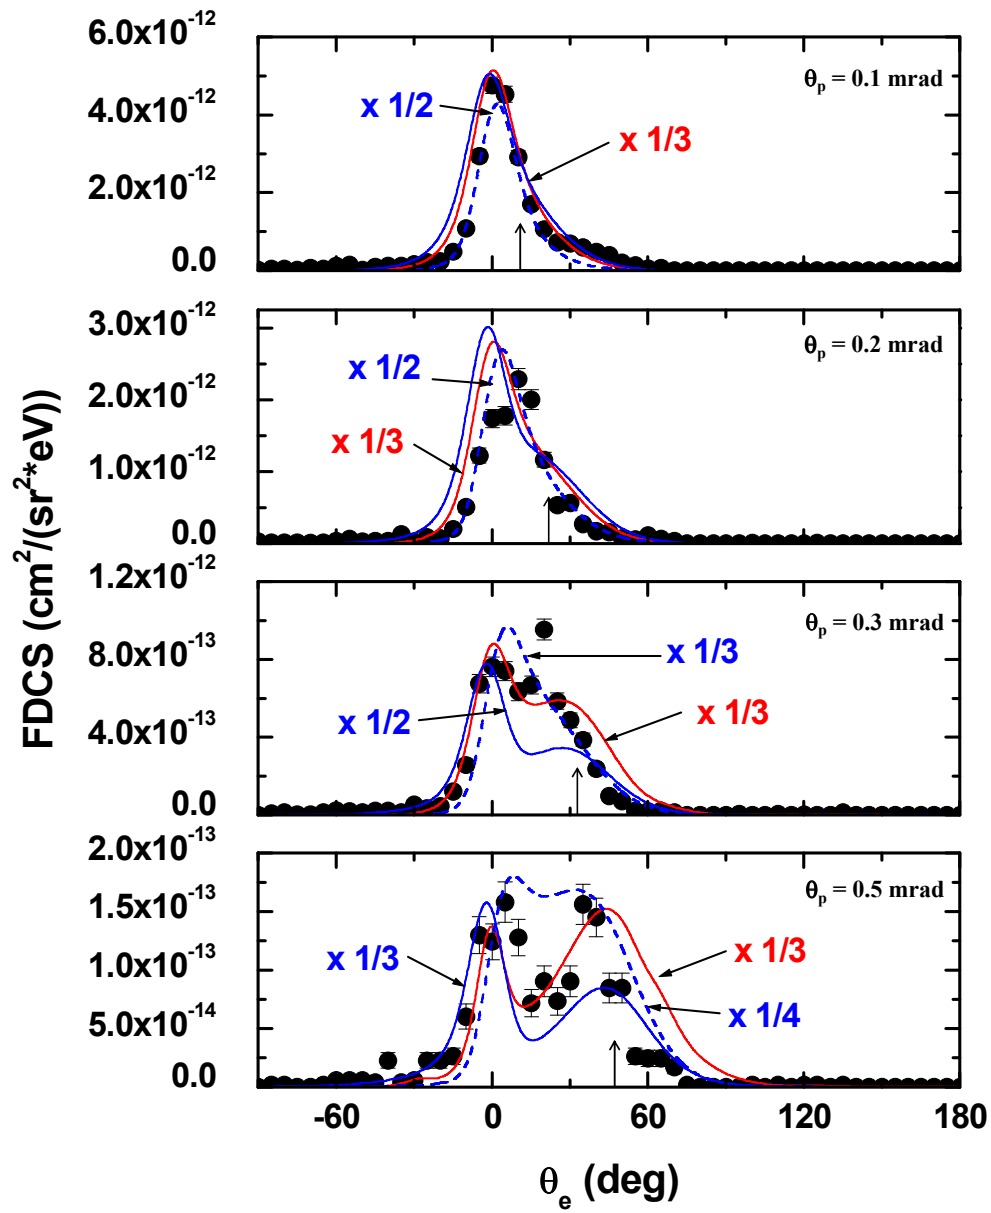 6.0x10⁻¹²
4.0x10⁻¹²
2.0x10⁻¹²
0.0
θₚ = 0.1 mrad
x 1/2
x 1/3
3.0x10⁻¹²
2.0x10⁻¹²
1.0x10⁻¹²
0.0
θₚ = 0.2 mrad
x 1/2
x 1/3
1.2x10⁻¹²
8.0x10⁻¹³
4.0x10⁻¹³
0.0
θₚ = 0.3 mrad
x 1/3
x 1/2
x 1/3
2.0x10⁻¹³
1.5x10⁻¹³
1.0x10⁻¹³
5.0x10⁻¹⁴
0.0
θₚ = 0.5 mrad
x 1/3
x 1/3
x 1/4
-60 0 60 120 180
θₑ (deg)
FDCS (cm²/(sr²*eV))